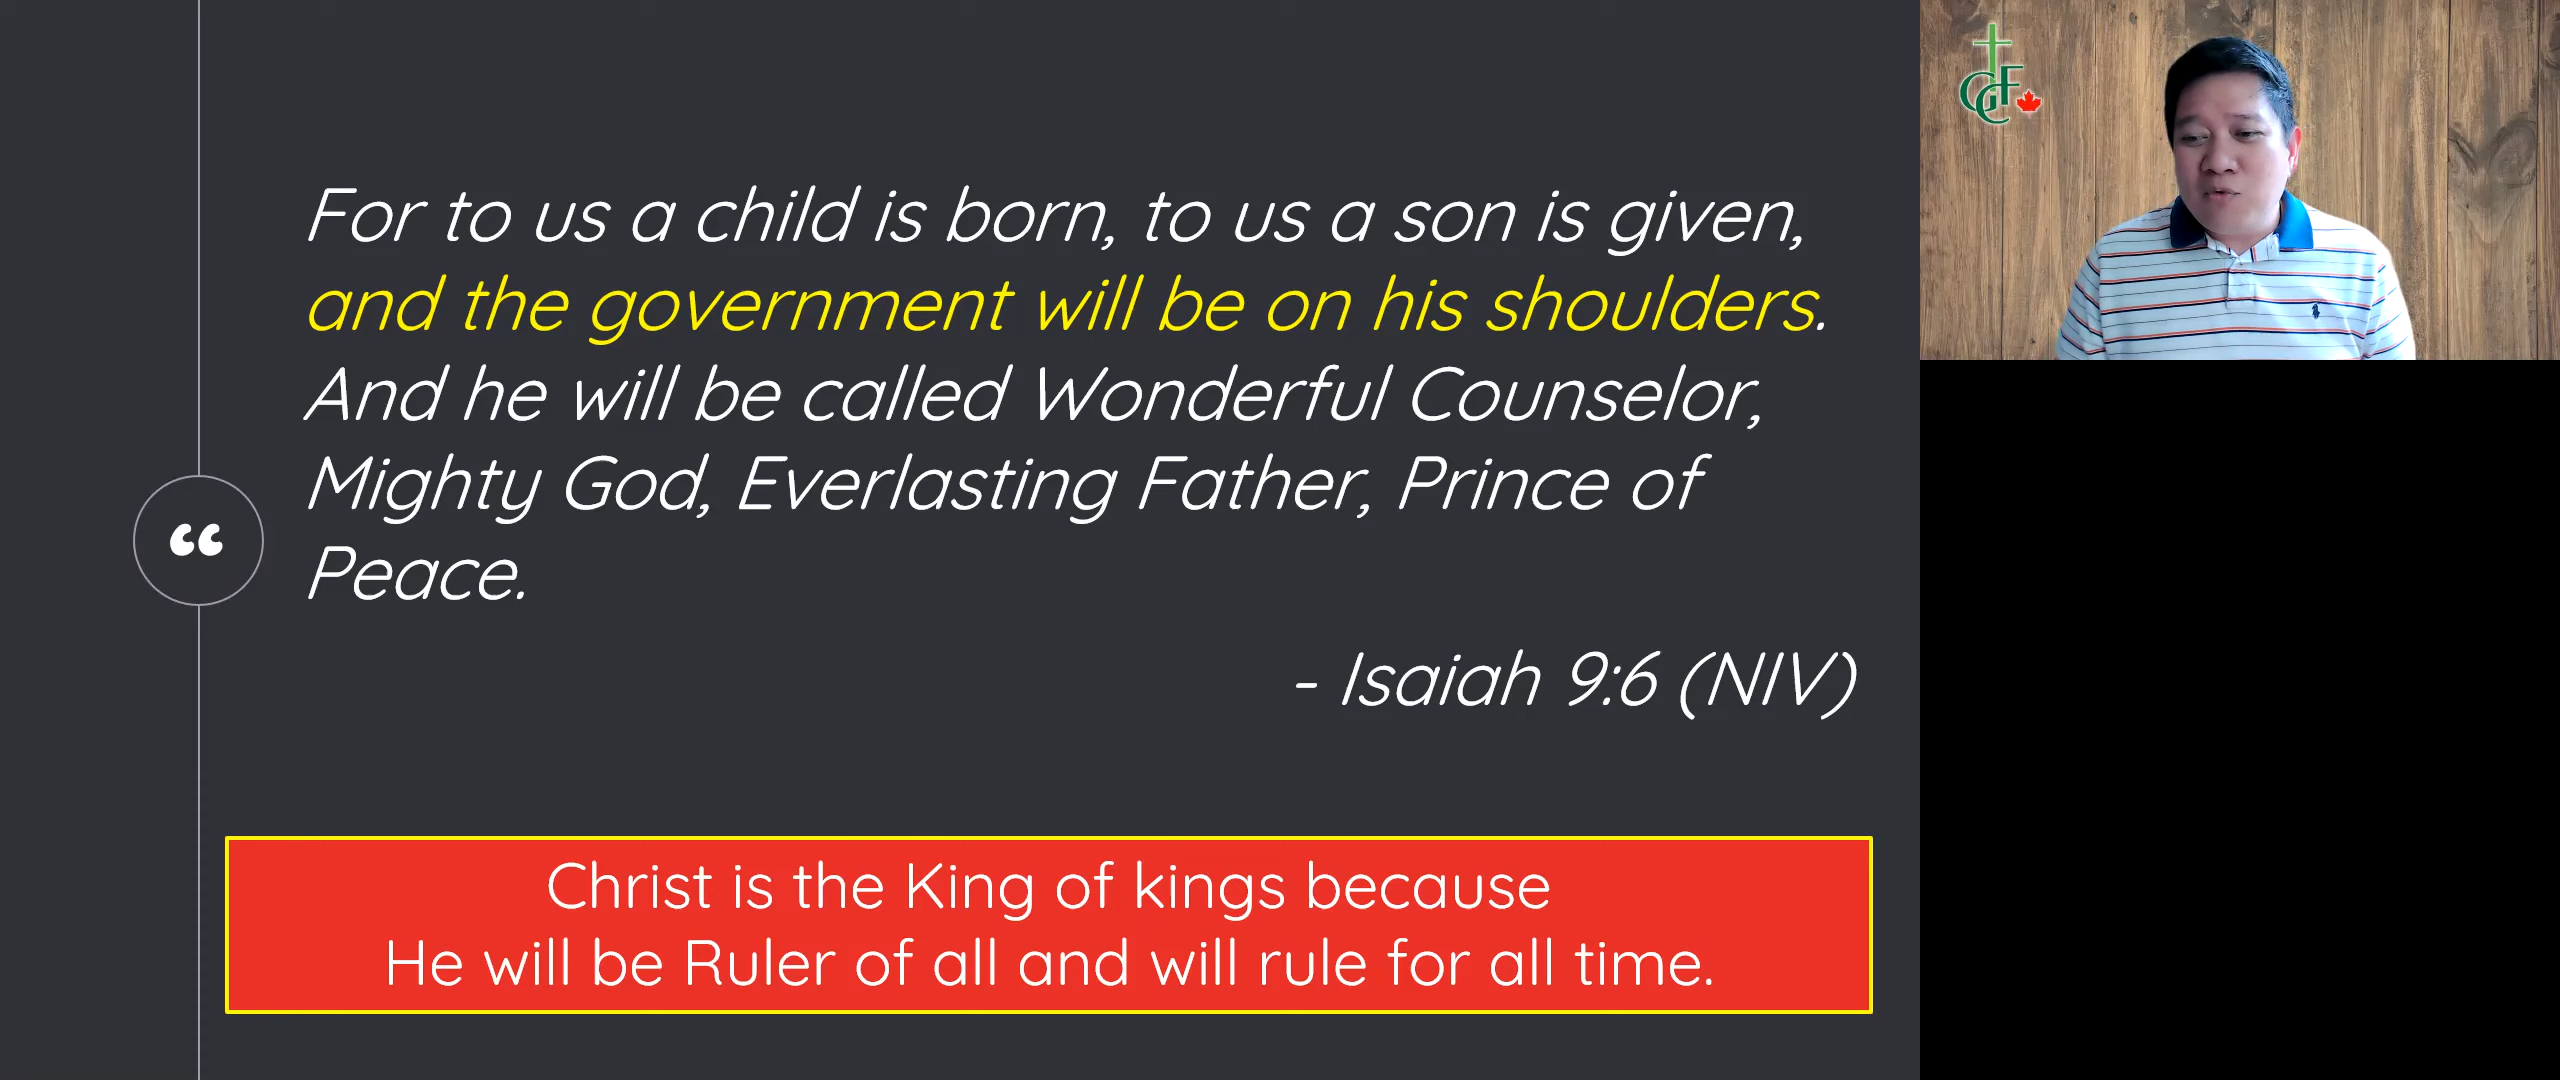 For to us a child is born, to us a son is given,
and the government will be on his shoulders.
And he will be called Wonderful Counselor,
Mighty God, Everlasting Father, Prince of
Peace.
- Isaiah 9:6 (NIV)
Christ is the King of kings because
He will be Ruler of all and will rule for all time.
GCF